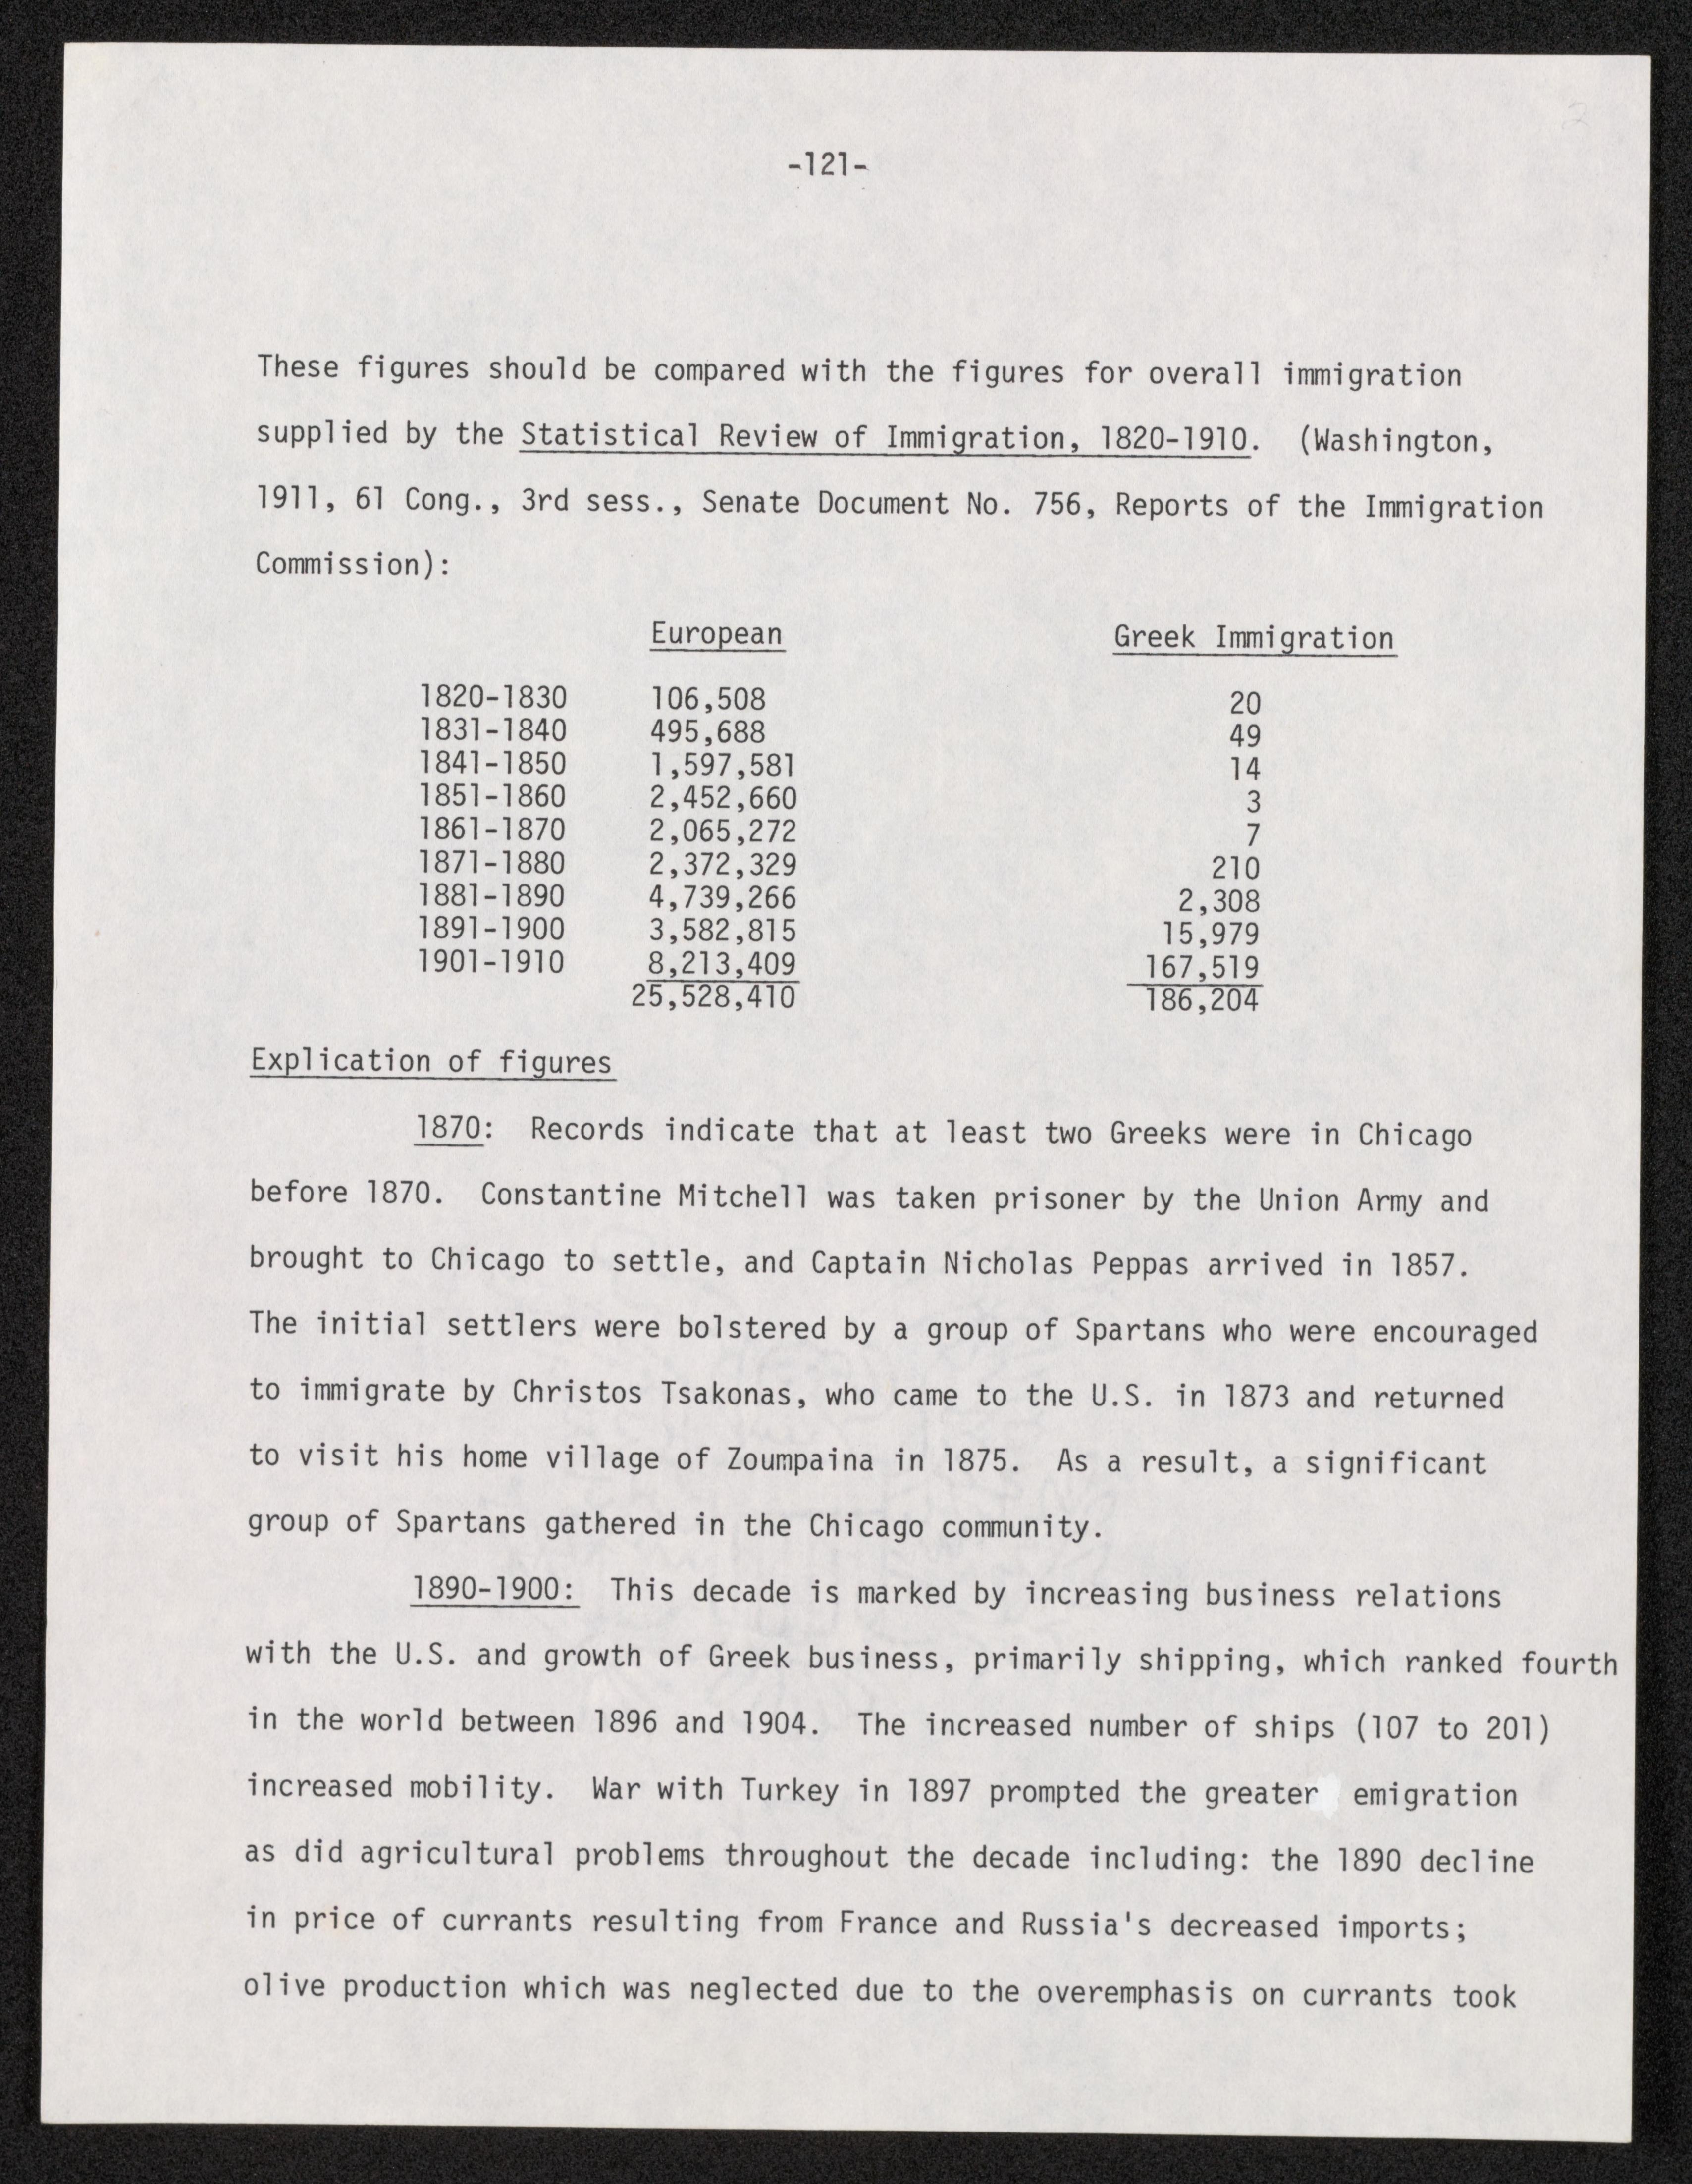 -121-
These figures should be compared with the figures for overall immigration
supplied by the Statistical Review of Immigration, 1820-1910. (Washington,
1911, 61 Cong., 3rd sess., Senate Document No. 756, Reports of the Immigration
Commission):
European Greek Immigration
1820-1830 106,508 20
1831-1840 495,688 49
1841-1850 1,597,581 14
1851-1860 2,452,660 3
1861-1870 2,065,272 7
1871-1880 2,372,329 210
1881-1890 4,739,266 2,308
1891-1900 3,582,815 15,979
1901-1910 8,213,409 167,519
25,528,410 186,204
Explication of figures
1870: Records indicate that at least two Greeks were in Chicago
before 1870. Constantine Mitchell was taken prisoner by the Union Army and
brought to Chicago to settle, and Captain Nicholas Peppas arrived in 1857.
The initial settlers were bolstered by a group of Spartans who were encouraged
to immigrate by Christos Tsakonas, who came to the U.S. in 1873 and returned
to visit his home village of Zoumpaina in 1875. As a result, a significant
group of Spartans gathered in the Chicago community.
1890-1900: This decade is marked by increasing business relations
with the U.S. and growth of Greek business, primarily shipping, which ranked fourth
in the world between 1896 and 1904. The increased number of ships (107 to 201)
increased mobility. War with Turkey in 1897 prompted the greater emigration
as did agricultural problems throughout the decade including: the 1890 decline
in price of currants resulting from France and Russia's decreased imports;
olive production which was neglected due to the overemphasis on currants took